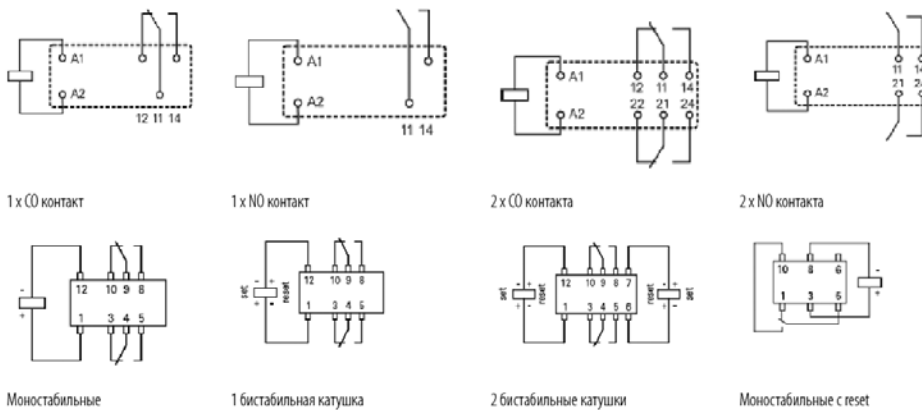 A1
A2
12 11 14
A1
A2
11 14
A1
A2
12 11 14
22 21 24
A1
A2
11 14
21 24
1 x CO контакт
1 x NO контакт
2 x CO контакта
2 x NO контакта
- +
12 10 9 8
1 3 4 5
set - + + - reset
12 10 9 8
1 3 4 5
set + - + - reset
12 10 9 8 7
1 3 4 5 6
reset + - + - set
10 8 6
1 3 5
- +
Моностабильные
1 бистабильная катушка
2 бистабильные катушки
Моностабильные с reset